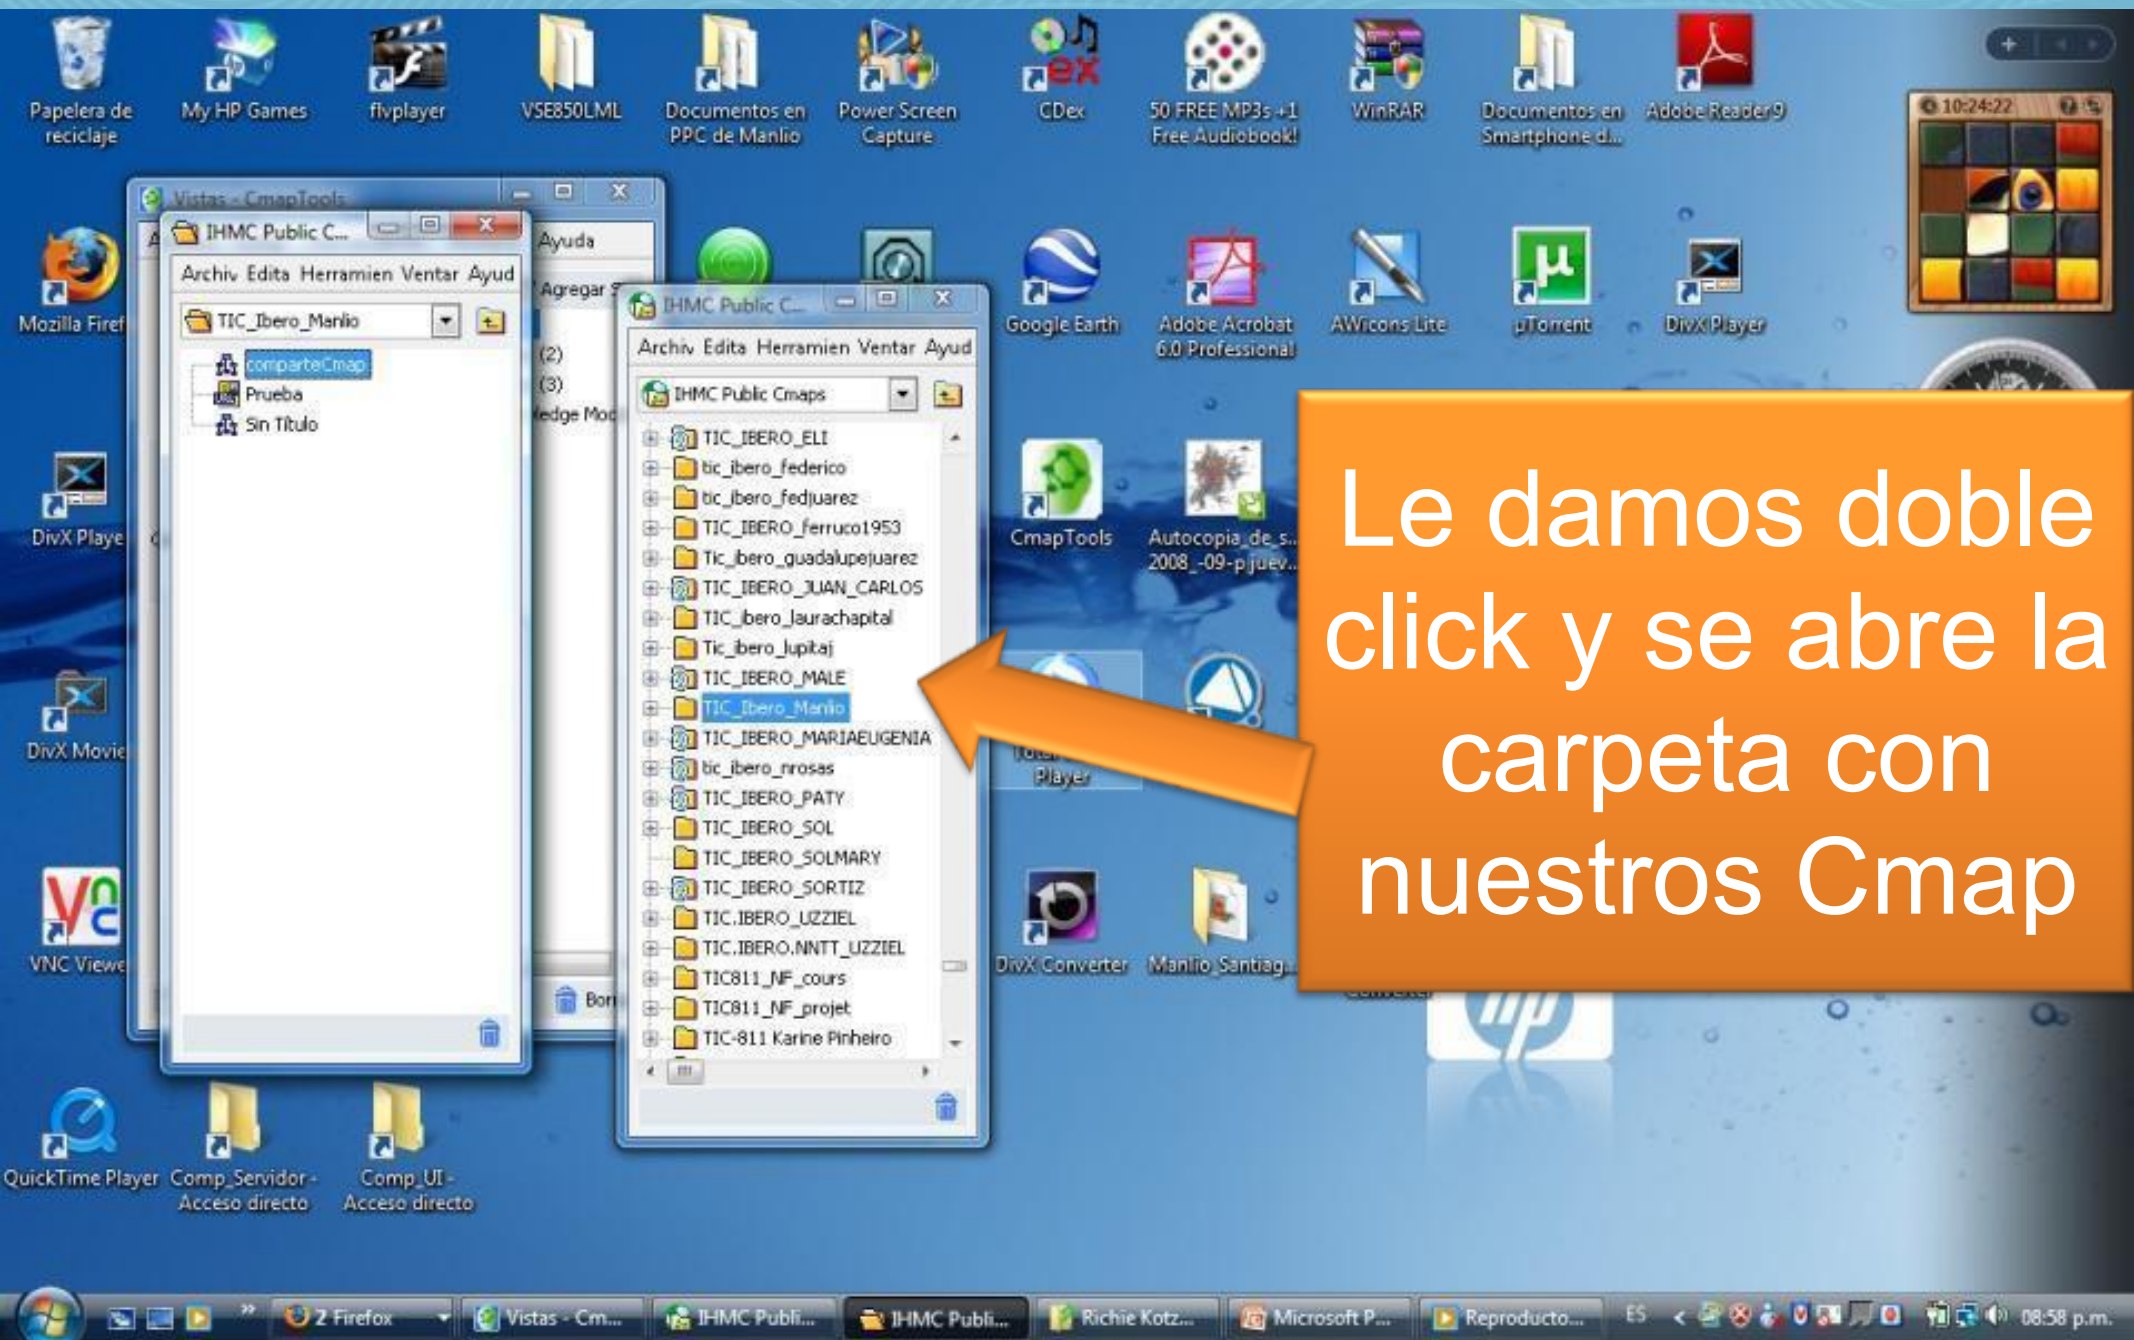 Papelera de
reciclaje
My HP Games
flvplayer
VSE850LML
Documentos en
PPC de Manlio
Power Screen
Capture
CDex
50 FREE MP3s +1
Free Audiobook!
WinRAR
Documentos en
Smartphone d...
Adobe Reader 9
10:24:22
Vistas - CmapTools
Ayuda
Agregar
(2)
(3)
IHMC Public C...
Archiv Edita Herramien Ventar Ayud
TIC_Ibero_Manlio
comparteCmap
Prueba
Sin Título
IHMC Public C...
Archiv Edita Herramien Ventar Ayud
IHMC Public Cmaps
TIC_IBERO_ELI
tic_ibero_federico
tic_ibero_fedjuarez
TIC_IBERO_ferruco1953
Tic_ibero_guadalupejuarez
TIC_IBERO_JUAN_CARLOS
TIC_ibero_laurachapital
Tic_ibero_lupitaj
TIC_IBERO_MALE
TIC_Ibero_Manlio
TIC_IBERO_MARIAEUGENIA
tic_ibero_nrosas
TIC_IBERO_PATY
TIC_IBERO_SOL
TIC_IBERO_SOLMARY
TIC_IBERO_SORTIZ
TIC.IBERO_UZZIEL
TIC.IBERO.NNTT_UZZIEL
TIC811_NF_cours
TIC811_NF_projet
TIC-811 Karine Pinheiro
Mozilla Firef
Google Earth
Adobe Acrobat
6.0 Professional
AWicons Lite
µTorrent
DivX Player
DivX Playe
CmapTools
Autocopia_de_s...
2008_-09-p juev...
Le damos doble
click y se abre la
carpeta con
nuestros Cmap
DivX Movie
Player
VNC Viewe
DivX Converter
Manlio_Santiag...
hp
QuickTime Player
Comp_Servidor -
Acceso directo
Comp_UI -
Acceso directo
2 Firefox
Vistas - Cm...
IHMC Publi...
IHMC Publi...
Richie Kotz...
Microsoft P...
Reproducto...
ES
08:58 p.m.